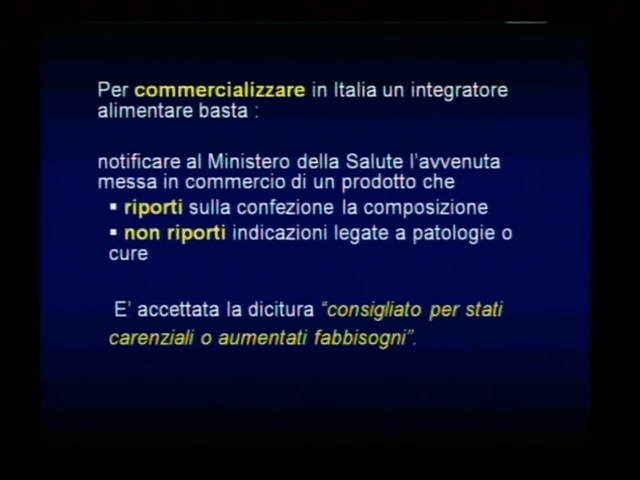 Per commercializzare in Italia un integratore
alimentare basta :
notificare al Ministero della Salute l'avvenuta
messa in commercio di un prodotto che
▪ riporti sulla confezione la composizione
▪ non riporti indicazioni legate a patologie o
cure
E' accettata la dicitura “consigliato per stati
carenziali o aumentati fabbisogni”.